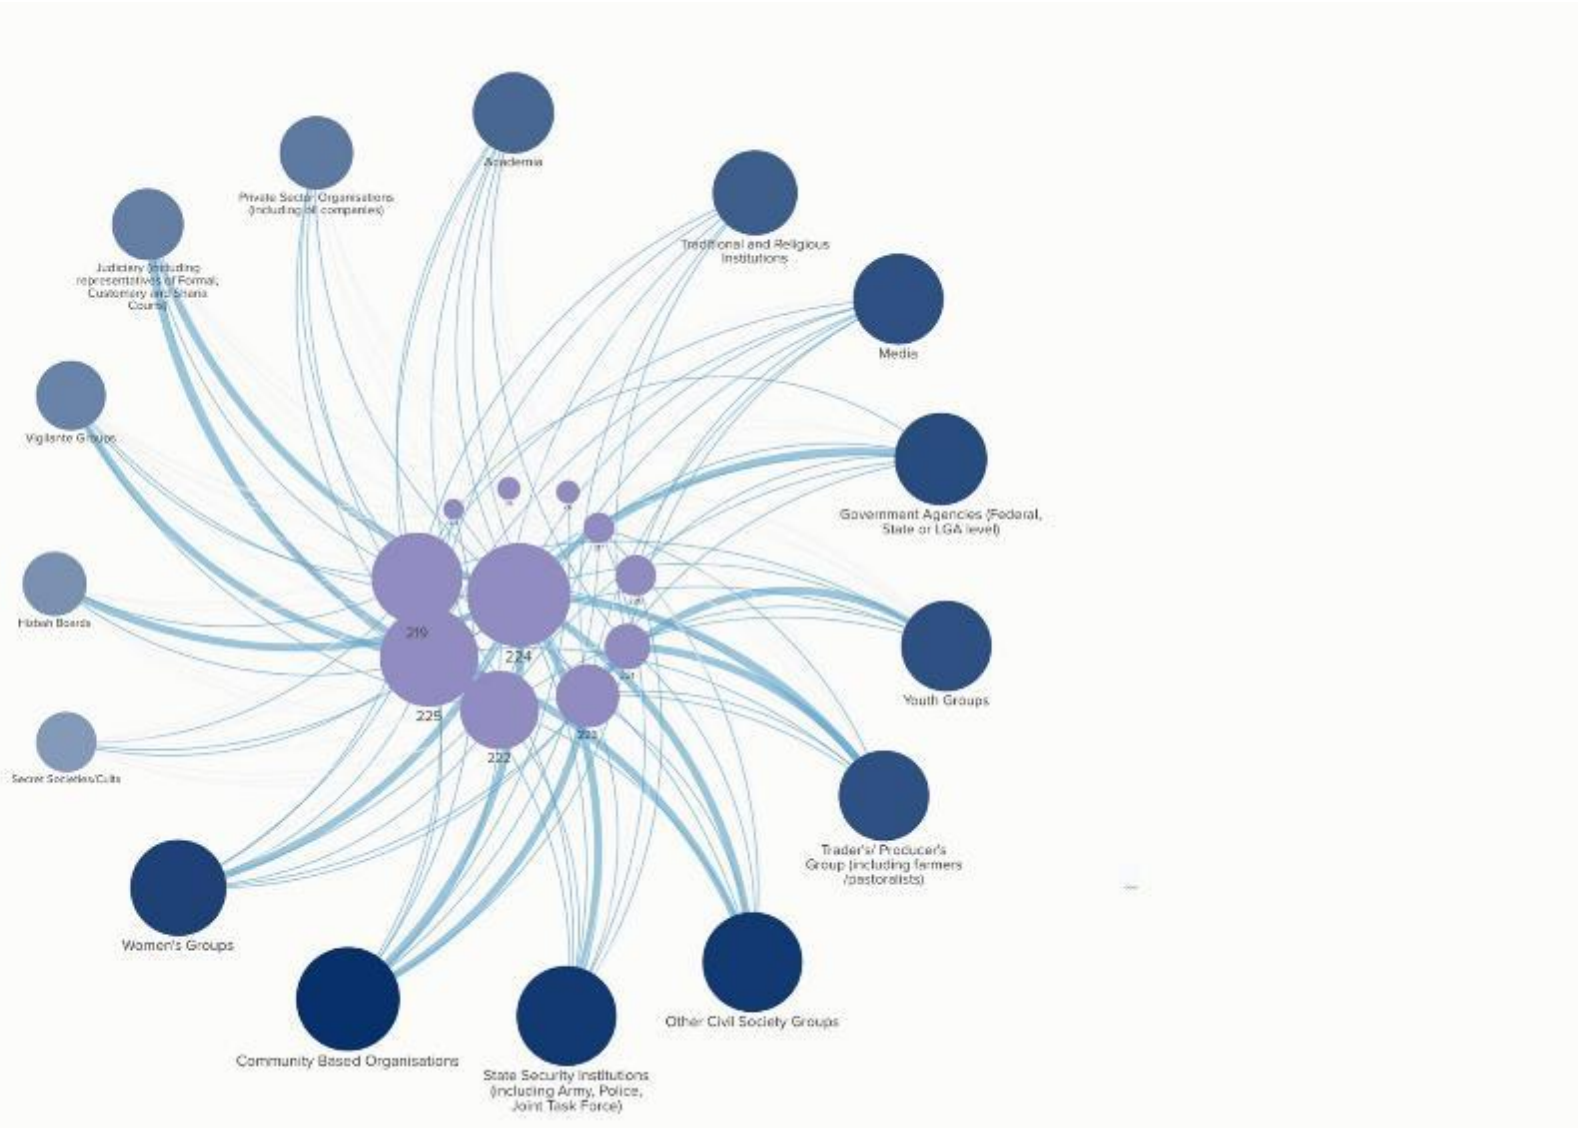 Academia
Private Sector Organisations
(including oil companies)
Traditional and Religious
Institutions
Judiciary (including
representatives of Formal,
Customary and Sharia
Courts)
Media
Vigilante Groups
Government Agencies (Federal,
State or LGA level)
Hizbah Boards
219
224
Youth Groups
225
223
222
Secret Societies/Cults
Trader's/ Producer's
Group (including farmers
/pastoralists)
Women's Groups
Other Civil Society Groups
Community Based Organisations
State Security Institutions
(including Army, Police,
Joint Task Force)